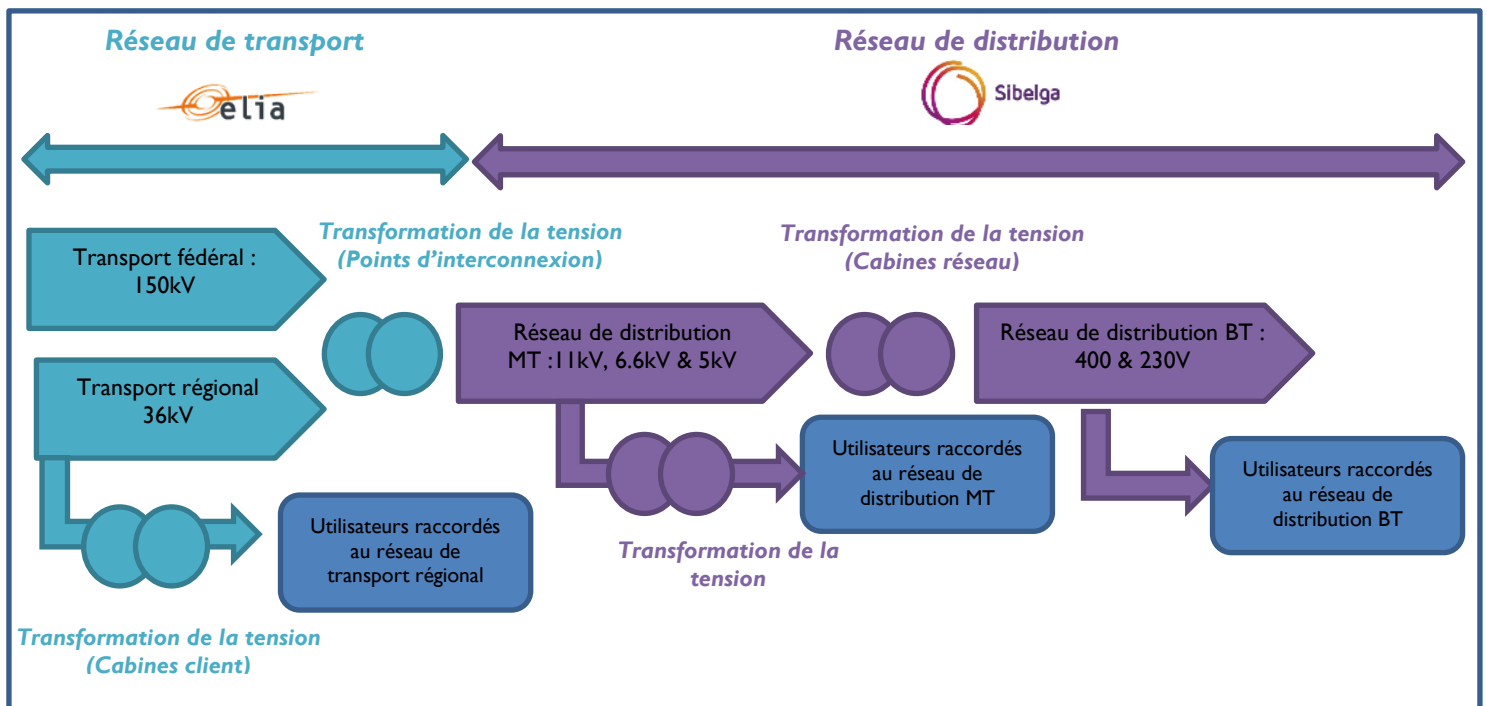 Réseau de transport
Réseau de distribution
elia
Sibelga
Transport fédéral :
150kV
Transformation de la tension
(Points d'interconnexion)
Transformation de la tension
(Cabines réseau)
Réseau de distribution
MT :11kV, 6.6kV & 5kV
Réseau de distribution BT :
400 & 230V
Transport régional
36kV
Utilisateurs raccordés
au réseau de
distribution MT
Utilisateurs raccordés
au réseau de
distribution BT
Utilisateurs raccordés
au réseau de
transport régional
Transformation de la
tension
Transformation de la tension
(Cabines client)